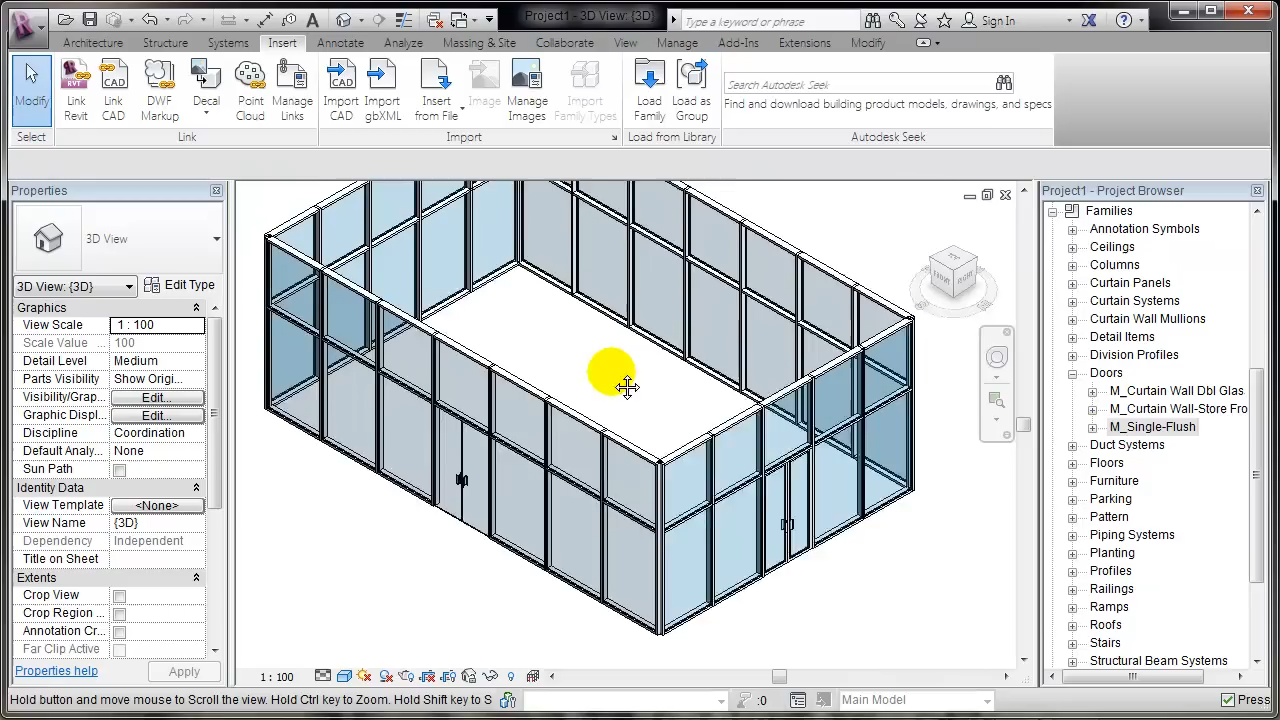 Project1 - 3D View: {3D}
Type a keyword or phrase
Sign In
Architecture Structure Systems Insert Annotate Analyze Massing & Site Collaborate View Manage Add-Ins Extensions Modify
Modify
Link Revit
Link CAD
DWF Markup
Decal
Point Cloud
Manage Links
Import CAD
Import gbXML
Insert from File
Image
Manage Images
Import Family Types
Load Family
Load as Group
Search Autodesk Seek
Find and download building product models, drawings, and specs
Select Link Import Load from Library Autodesk Seek
Properties
3D View
3D View: {3D} Edit Type
Graphics
View Scale 1 : 100
Scale Value ... 100
Detail Level Medium
Parts Visibility Show Origi...
Visibility/Grap... Edit...
Graphic Displ... Edit...
Discipline Coordination
Default Analy... None
Sun Path
Identity Data
View Template <None>
View Name {3D}
Dependency Independent
Title on Sheet
Extents
Crop View
Crop Region ...
Annotation Cr...
Far Clip Active
Properties help Apply
TOP
FRONT
RIGHT
1 : 100
Project1 - Project Browser
Families
Annotation Symbols
Ceilings
Columns
Curtain Panels
Curtain Systems
Curtain Wall Mullions
Detail Items
Division Profiles
Doors
M_Curtain Wall Dbl Glas
M_Curtain Wall-Store Fro
M_Single-Flush
Duct Systems
Floors
Furniture
Parking
Pattern
Piping Systems
Planting
Profiles
Railings
Ramps
Roofs
Stairs
Structural Beam Systems
Hold button and move mouse to Scroll the view. Hold Ctrl key to Zoom. Hold Shift key to S
:0
Main Model
Press